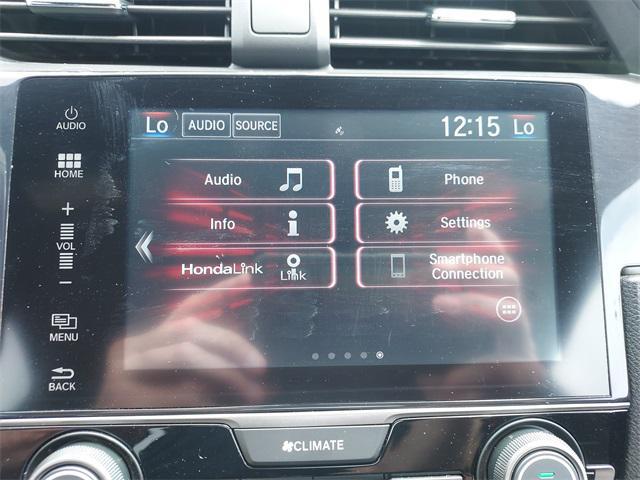 AUDIO
HOME
+
VOL
−
MENU
BACK
Lo AUDIO SOURCE 12:15 Lo
Audio
Phone
Info
Settings
HondaLink
Link
Smartphone
Connection
CLIMATE